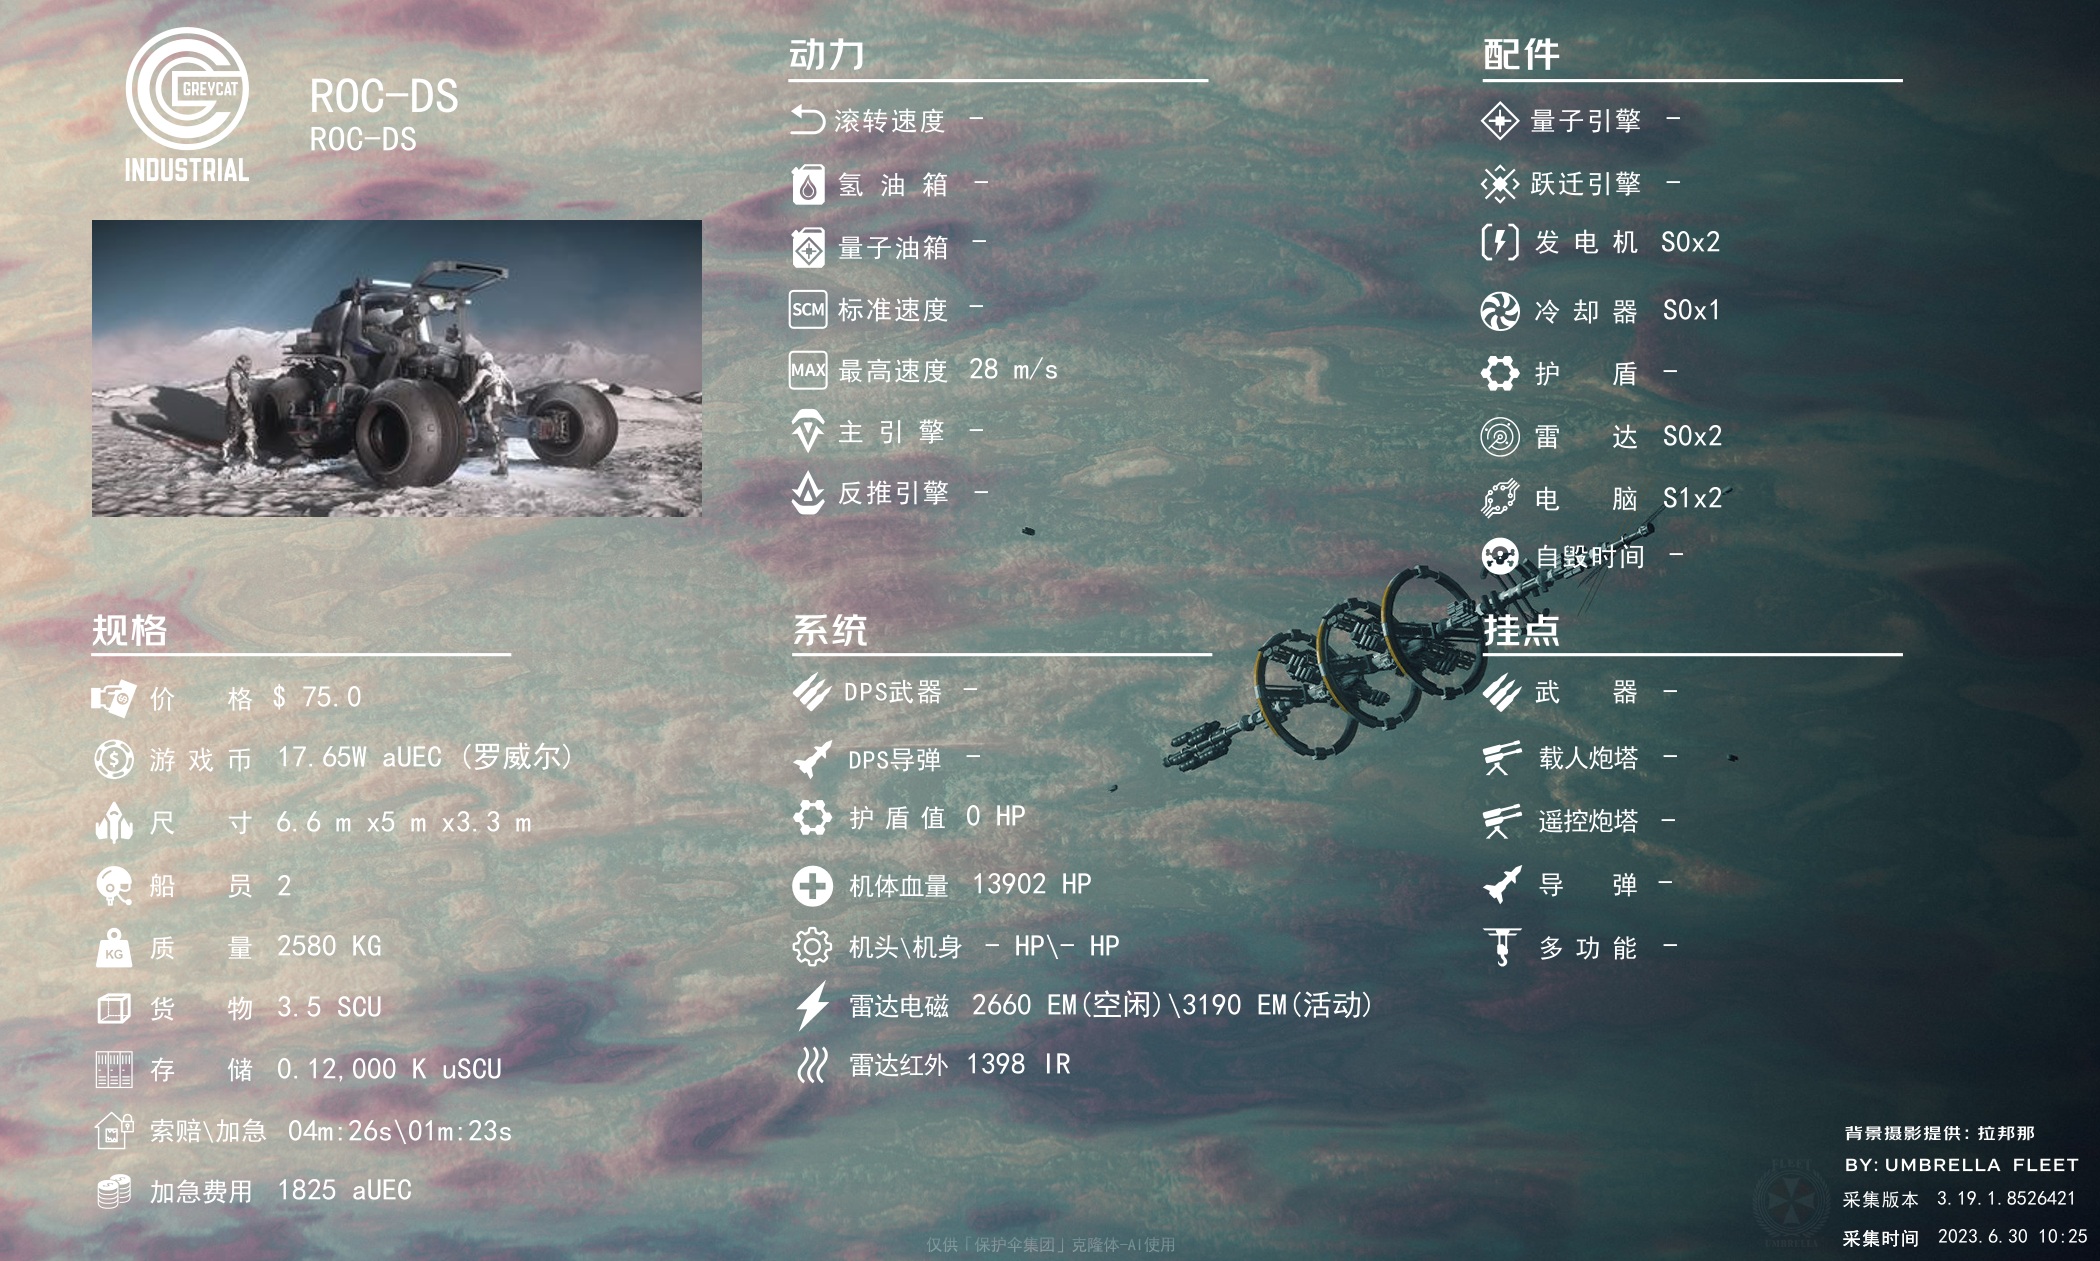 GREYCAT
INDUSTRIAL
ROC-DS
ROC-DS
规格
价格 $ 75.0
游戏币 17.65W aUEC (罗威尔)
尺寸 6.6 m x5 m x3.3 m
船员 2
KG
质量 2580 KG
货物 3.5 SCU
存储 0.12,000 K uSCU
索赔\加急 04m:26s\01m:23s
加急费用 1825 aUEC
动力
滚转速度 -
氢油箱 -
量子油箱 -
SCM 标准速度 -
MAX 最高速度 28 m/s
主引擎 -
反推引擎 -
系统
DPS武器 -
DPS导弹 -
护盾值 0 HP
机体血量 13902 HP
机头\机身 - HP\- HP
雷达电磁 2660 EM(空闲)\3190 EM(活动)
雷达红外 1398 IR
配件
量子引擎 -
跃迁引擎 -
发电机 S0x2
冷却器 S0x1
护盾 -
雷达 S0x2
电脑 S1x2
自毁时间 -
挂点
武器 -
载人炮塔 -
遥控炮塔 -
导弹 -
多功能 -
背景摄影提供: 拉邦那
BY: UMBRELLA FLEET
采集版本 3.19.1.8526421
采集时间 2023.6.30 10:25
FLEET
UMBRELLA
仅供「保护伞集团」克隆体-AI使用